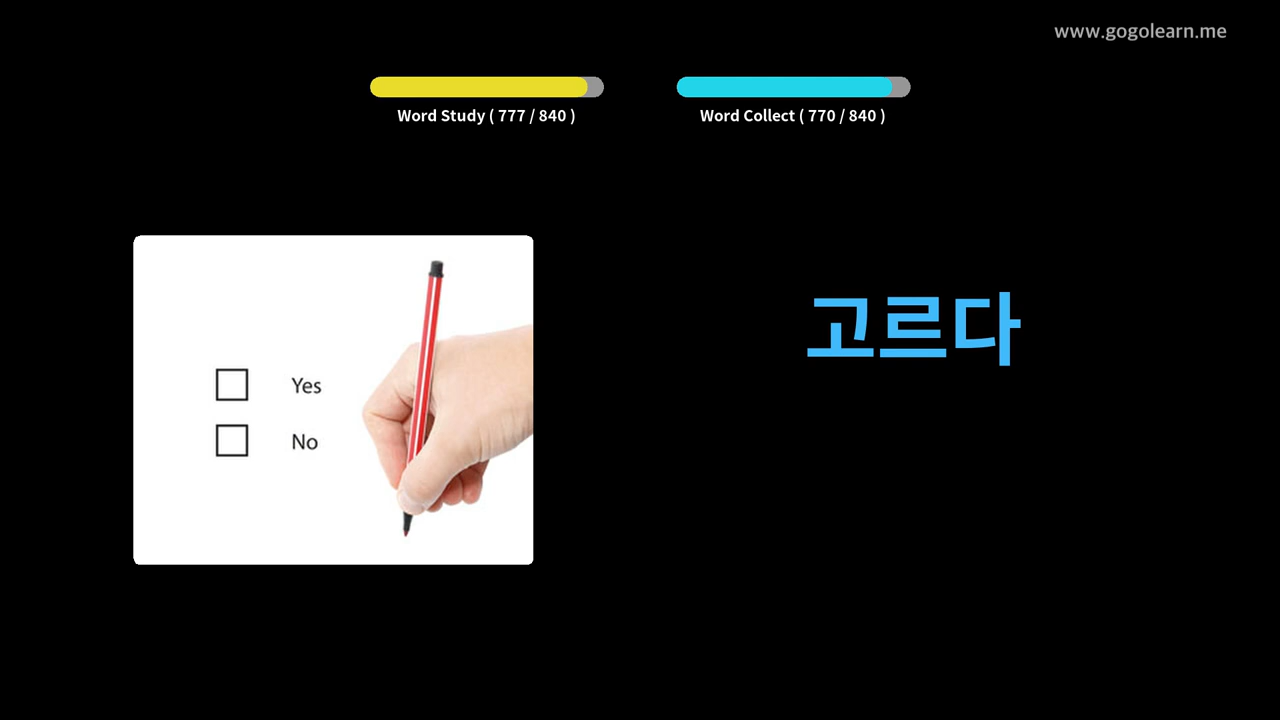 www.gogolearn.me
Word Study ( 777 / 840 )
Word Collect ( 770 / 840 )
고르다
Yes
No